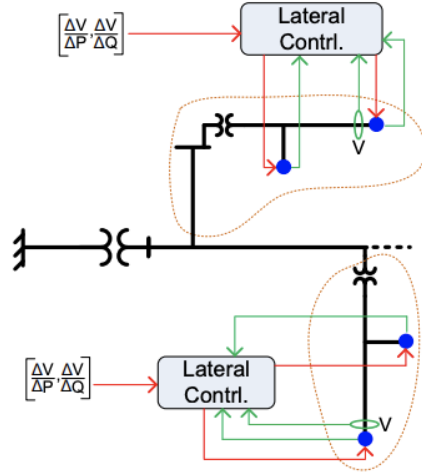 Lateral
Contrl.
[ΔV/ΔP, ΔV/ΔQ]
V
[ΔV/ΔP, ΔV/ΔQ]
Lateral
Contrl.
V